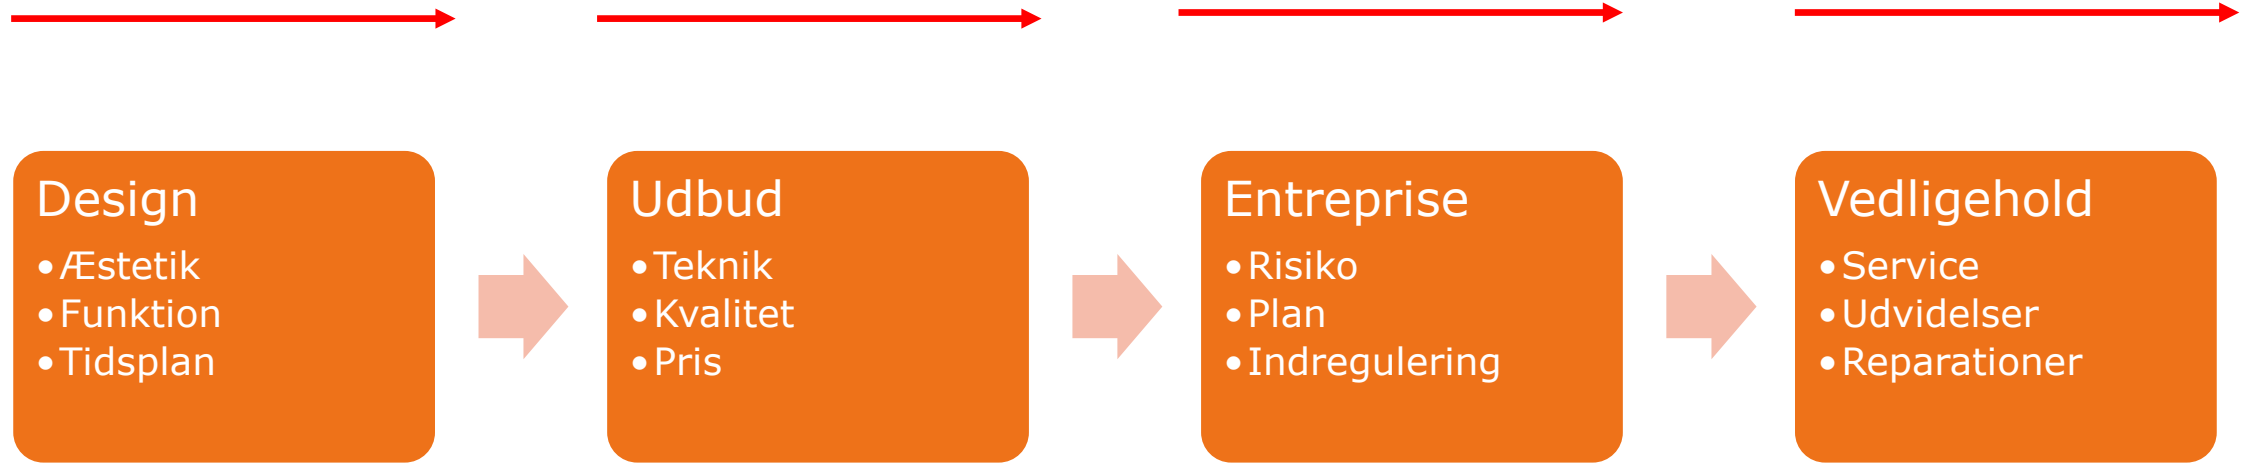 Design
•Æstetik
•Funktion
•Tidsplan
Udbud
•Teknik
•Kvalitet
•Pris
Entreprise
•Risiko
•Plan
•Indregulering
Vedligehold
•Service
•Udvidelser
•Reparationer